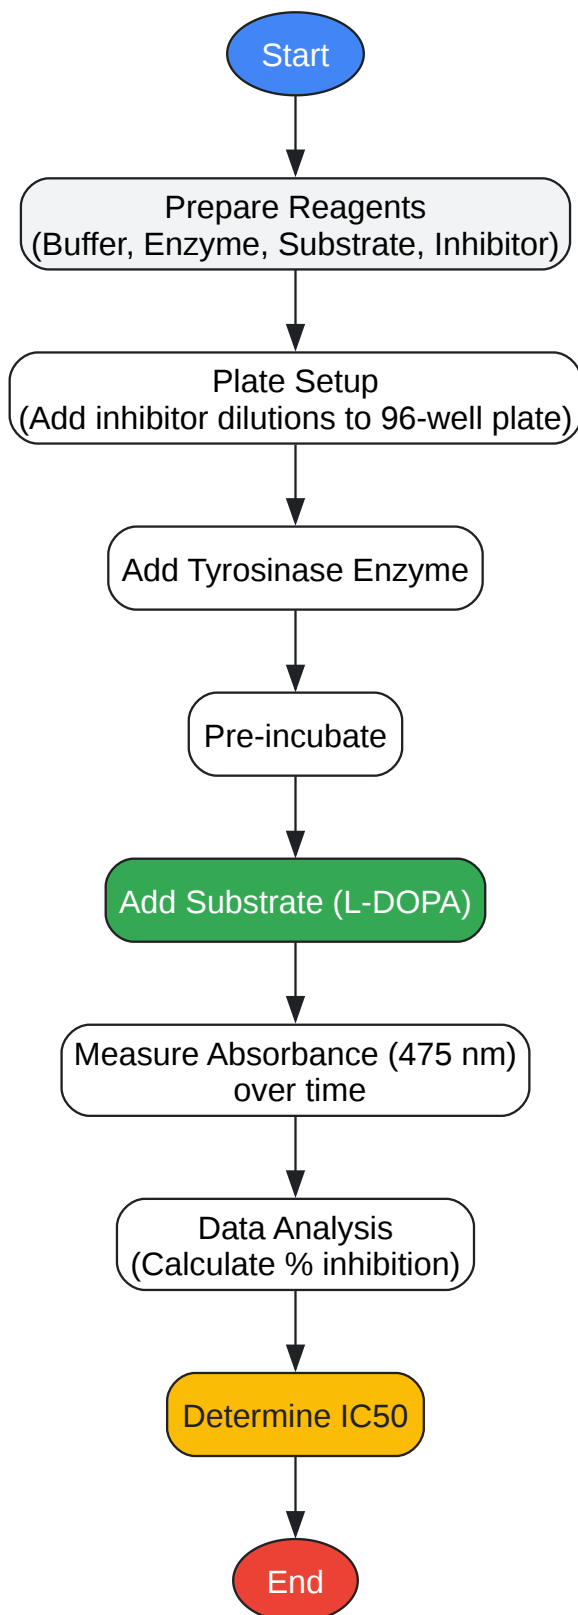 Start
Prepare Reagents
(Buffer, Enzyme, Substrate, Inhibitor)
Plate Setup
(Add inhibitor dilutions to 96-well plate)
Add Tyrosinase Enzyme
Pre-incubate
Add Substrate (L-DOPA)
Measure Absorbance (475 nm)
over time
Data Analysis
(Calculate % inhibition)
Determine IC50
End